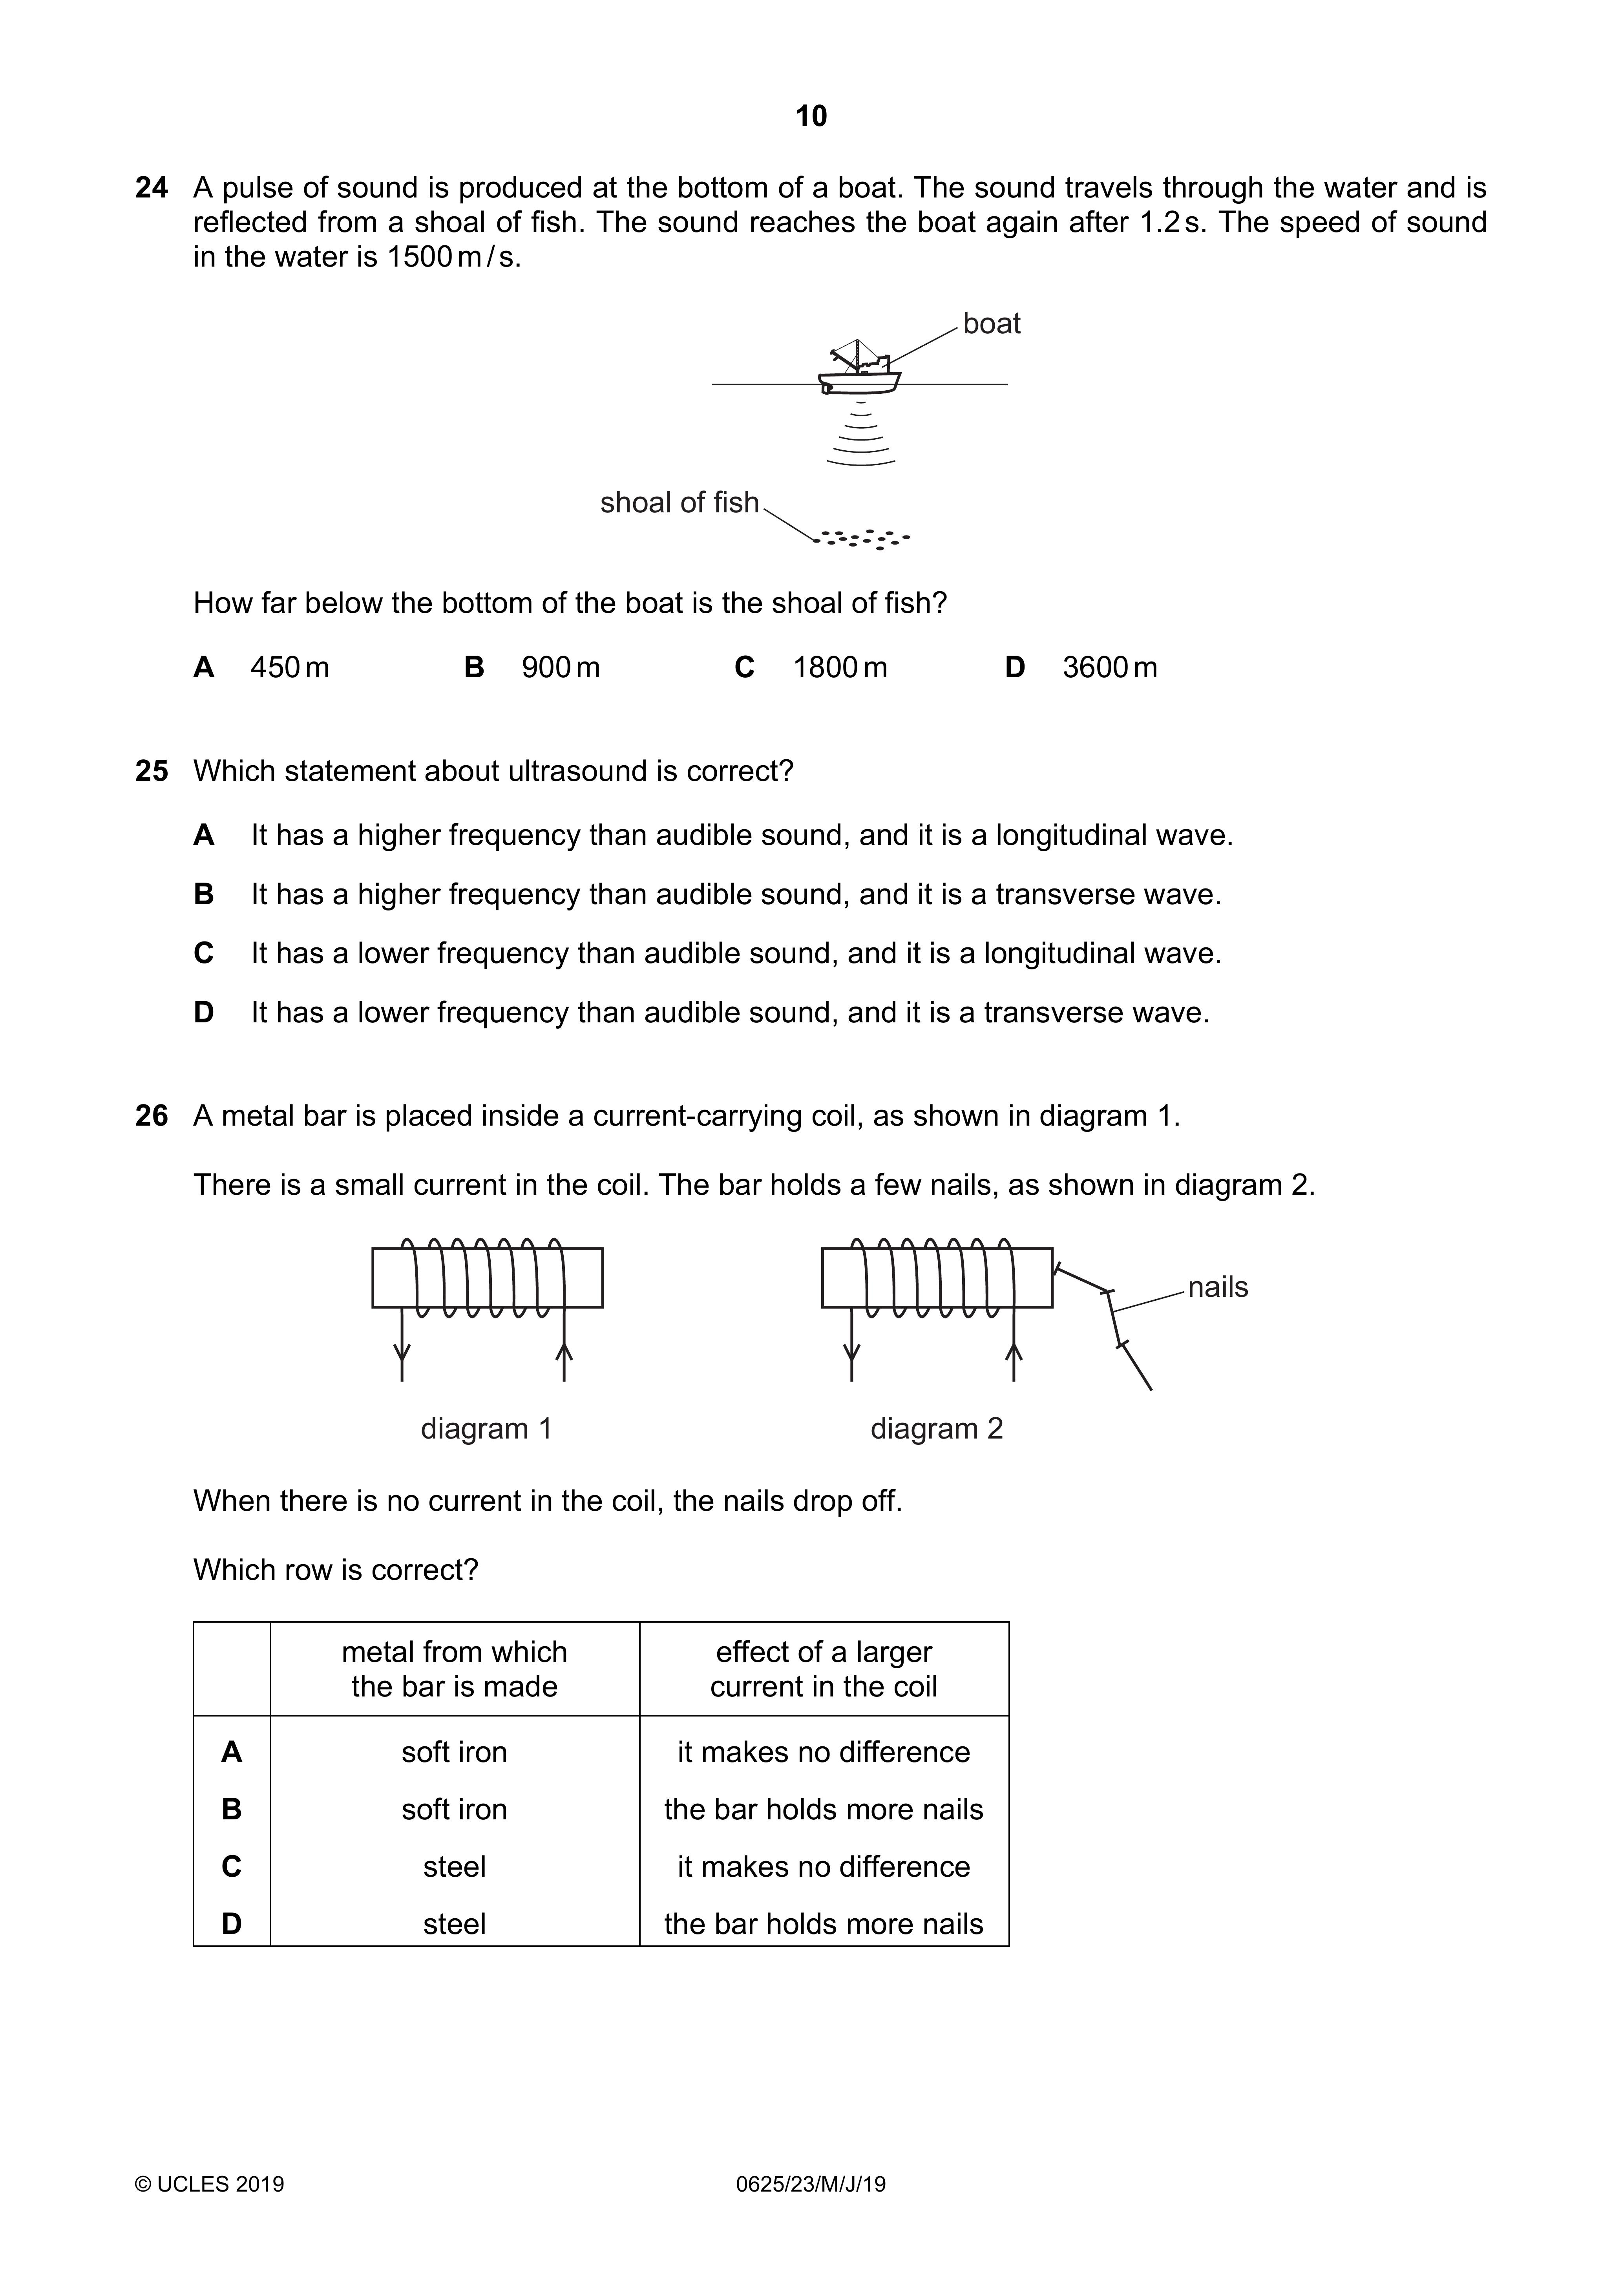 10
24 A pulse of sound is produced at the bottom of a boat. The sound travels through the water and is
reflected from a shoal of fish. The sound reaches the boat again after 1.2 s. The speed of sound
in the water is 1500 m / s.
boat
shoal of fish
How far below the bottom of the boat is the shoal of fish?
A 450 m B 900 m C 1800 m D 3600 m
25 Which statement about ultrasound is correct?
A It has a higher frequency than audible sound, and it is a longitudinal wave.
B It has a higher frequency than audible sound, and it is a transverse wave.
C It has a lower frequency than audible sound, and it is a longitudinal wave.
D It has a lower frequency than audible sound, and it is a transverse wave.
26 A metal bar is placed inside a current-carrying coil, as shown in diagram 1.
There is a small current in the coil. The bar holds a few nails, as shown in diagram 2.
nails
diagram 1 diagram 2
When there is no current in the coil, the nails drop off.
Which row is correct?
metal from which effect of a larger
the bar is made current in the coil
A soft iron it makes no difference
B soft iron the bar holds more nails
C steel it makes no difference
D steel the bar holds more nails
© UCLES 2019 0625/23/M/J/19